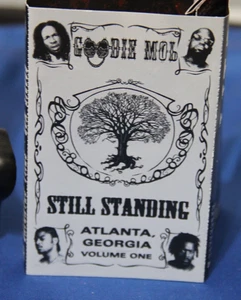 GOODIE MOB
STILL STANDING
ATLANTA,
GEORGIA
VOLUME ONE